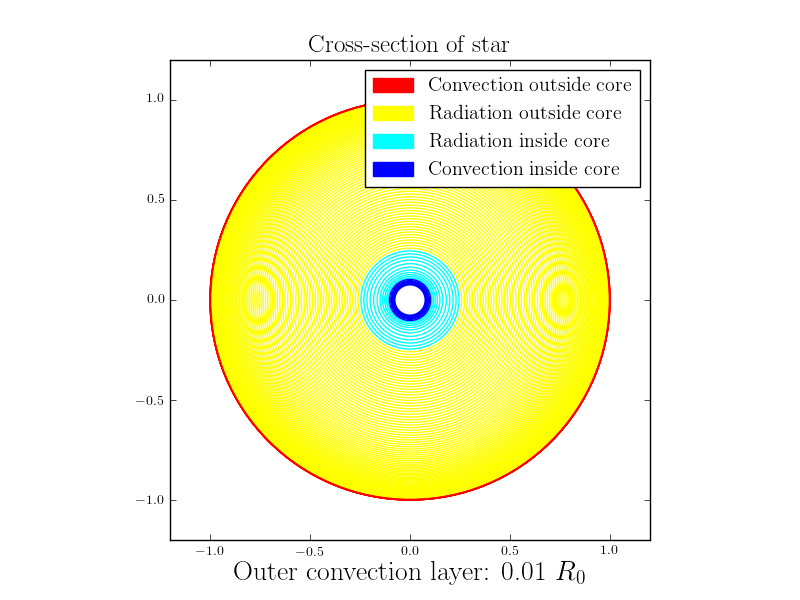 Cross-section of star
Convection outside core
Radiation outside core
Radiation inside core
Convection inside core
1.0
0.5
0.0
−0.5
−1.0
−1.0 −0.5 0.0 0.5 1.0
Outer convection layer: 0.01 R₀